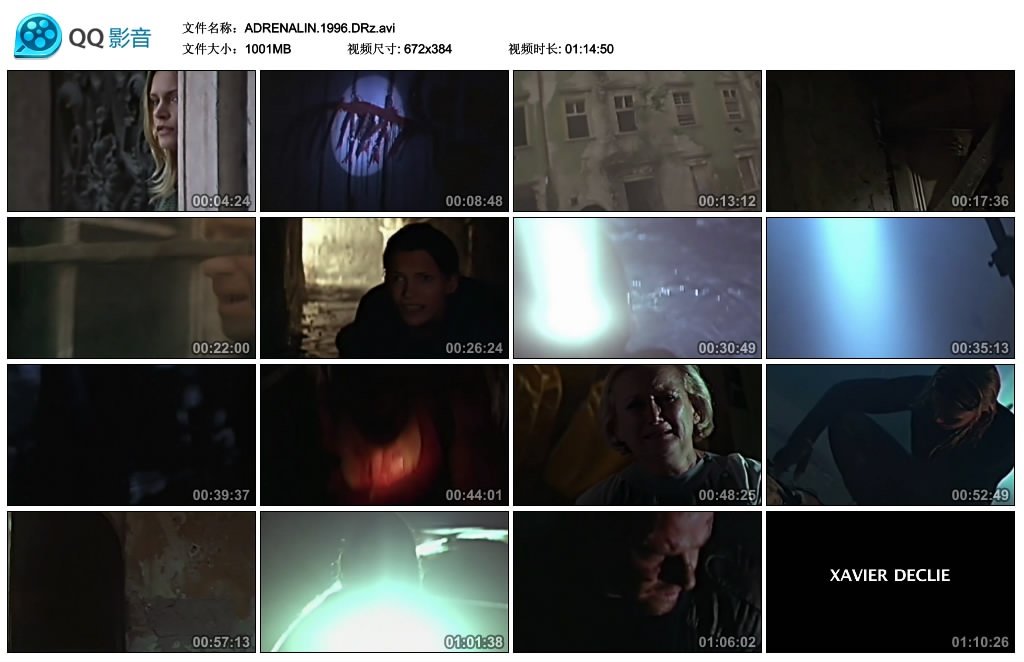 QQ 影音
文件名称: ADRENALIN.1996.DRz.avi
文件大小: 1001MB 视频尺寸: 672x384 视频时长: 01:14:50
00:04:24 00:08:48 00:13:12 00:17:36
00:22:00 00:26:24 00:30:49 00:35:13
00:39:37 00:44:01 00:48:25 00:52:49
XAVIER DECLIE
00:57:13 01:01:38 01:06:02 01:10:26